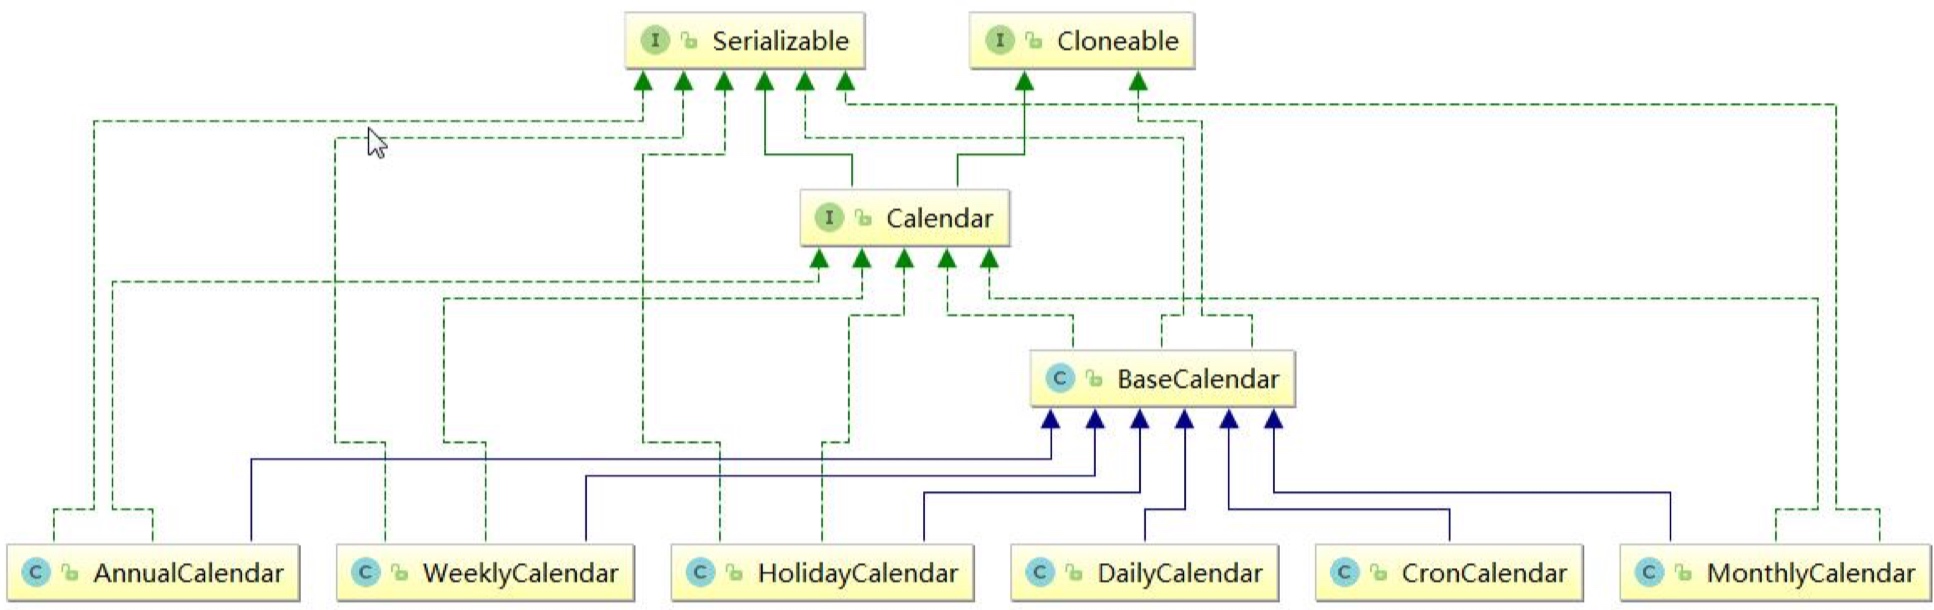 I Serializable
I Cloneable
I Calendar
C BaseCalendar
C AnnualCalendar
C WeeklyCalendar
C HolidayCalendar
C DailyCalendar
C CronCalendar
C MonthlyCalendar